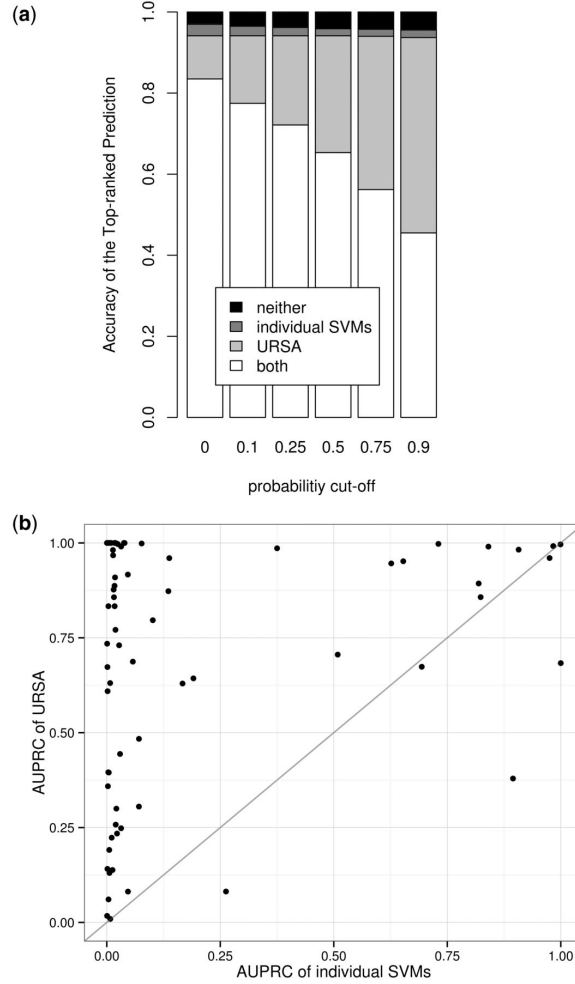 (a)
Accuracy of the Top-ranked Prediction
1.0
0.8
0.6
0.4
0.2
0.0
neither
individual SVMs
URSA
both
0 0.1 0.25 0.5 0.75 0.9
probabilitiy cut-off
(b)
AUPRC of URSA
1.00
0.75
0.50
0.25
0.00
0.00 0.25 0.50 0.75 1.00
AUPRC of individual SVMs